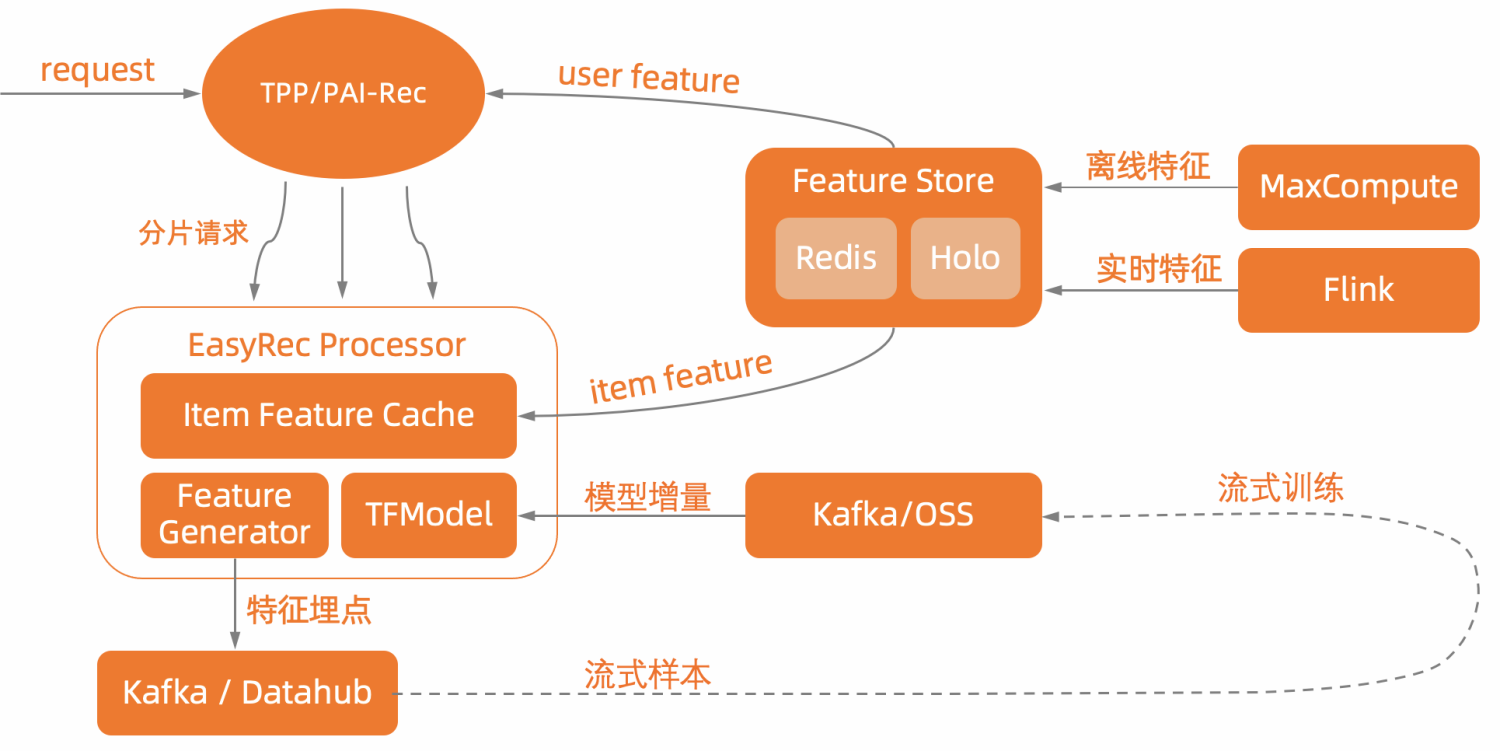 request
TPP/PAI-Rec
user feature
分片请求
Feature Store
Redis
Holo
离线特征
MaxCompute
实时特征
Flink
EasyRec Processor
Item Feature Cache
item feature
Feature
Generator
TFModel
模型增量
Kafka/OSS
流式训练
特征埋点
Kafka / Datahub
流式样本